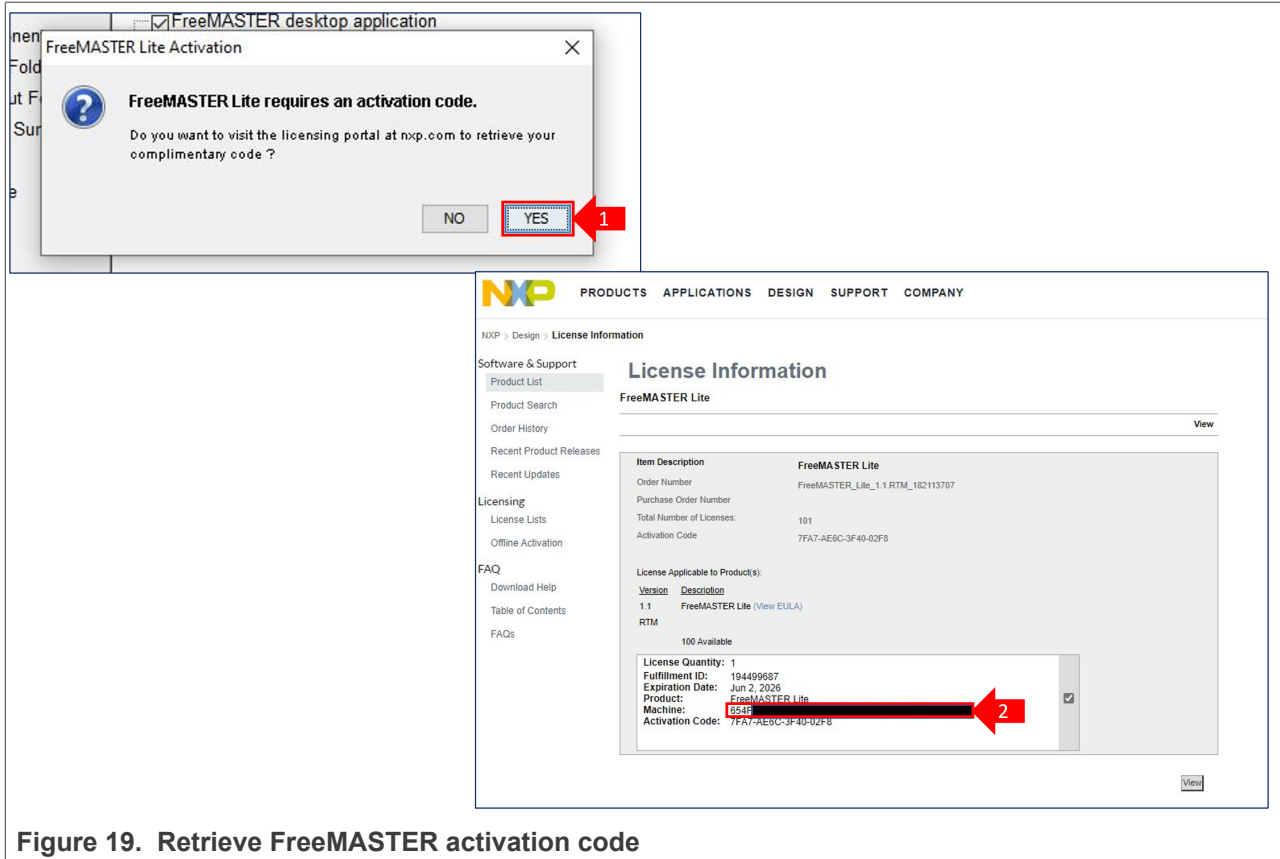 FreeMASTER desktop application
nen
Fold
ut F
Sur
e
FreeMASTER Lite Activation
FreeMASTER Lite requires an activation code.
Do you want to visit the licensing portal at nxp.com to retrieve your
complimentary code ?
NO YES 1
NXP PRODUCTS APPLICATIONS DESIGN SUPPORT COMPANY
NXP > Design > License Information
Software & Support
Product List
Product Search
Order History
Recent Product Releases
Recent Updates
Licensing
License Lists
Offline Activation
FAQ
Download Help
Table of Contents
FAQs
License Information
FreeMASTER Lite
View
Item Description FreeMASTER Lite
Order Number FreeMASTER_Lite_1.1.RTM_182113707
Purchase Order Number
Total Number of Licenses: 101
Activation Code 7FA7-AE6C-3F40-02F8
License Applicable to Product(s):
Version Description
1.1 FreeMASTER Lite (View EULA)
RTM
100 Available
License Quantity: 1
Fulfillment ID: 194499687
Expiration Date: Jun 2, 2026
Product: FreeMASTER Lite
Machine: 654F 2
Activation Code: 7FA7-AE6C-3F40-02F8
View
Figure 19. Retrieve FreeMASTER activation code